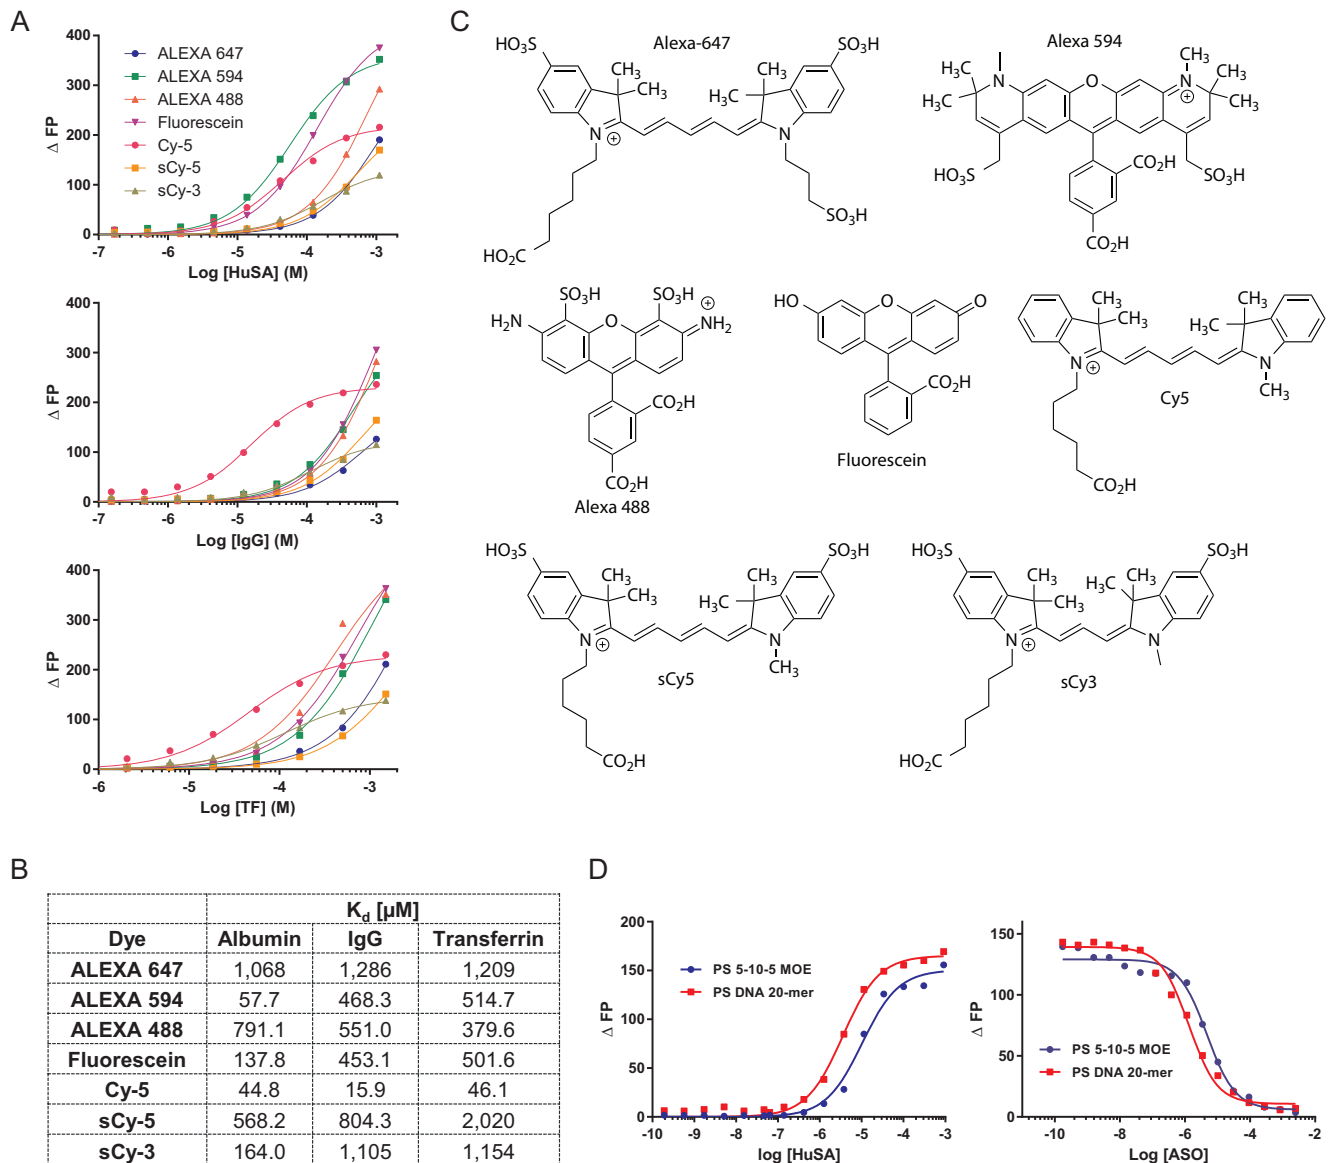 A
400
300
200
100
0
Δ FP
ALEXA 647
ALEXA 594
ALEXA 488
Fluorescein
Cy-5
sCy-5
sCy-3
-7 -6 -5 -4 -3
Log [HuSA] (M)
400
300
200
100
0
Δ FP
-7 -6 -5 -4 -3
Log [IgG] (M)
400
300
200
100
0
Δ FP
-6 -5 -4 -3
Log [TF] (M)
C
HO3S
Alexa-647
SO3H
CH3
CH3
CH3
H3C
N
+
N
SO3H
HO2C
Alexa 594
N
O
CH3
N
+
H3C
H3C
CH3
CH3
HO3S
CO2H
SO3H
CO2H
SO3H SO3H
+
H2N
O
NH2
CO2H
CO2H
Alexa 488
HO
O
O
CO2H
Fluorescein
CH3
CH3
CH3
H3C
N
+
N
CH3
Cy5
CO2H
HO3S
SO3H
CH3
CH3
CH3
H3C
N
+
N
CH3
sCy5
CO2H
HO3S
SO3H
CH3
CH3
CH3
H3C
N
+
N
sCy3
HO2C
B
Kd [µM]
Dye Albumin IgG Transferrin
ALEXA 647 1,068 1,286 1,209
ALEXA 594 57.7 468.3 514.7
ALEXA 488 791.1 551.0 379.6
Fluorescein 137.8 453.1 501.6
Cy-5 44.8 15.9 46.1
sCy-5 568.2 804.3 2,020
sCy-3 164.0 1,105 1,154
D
200
150
100
50
0
Δ FP
PS 5-10-5 MOE
PS DNA 20-mer
-10 -9 -8 -7 -6 -5 -4 -3
log [HuSA]
150
100
50
0
Δ FP
PS 5-10-5 MOE
PS DNA 20-mer
-10 -8 -6 -4 -2
Log [ASO]